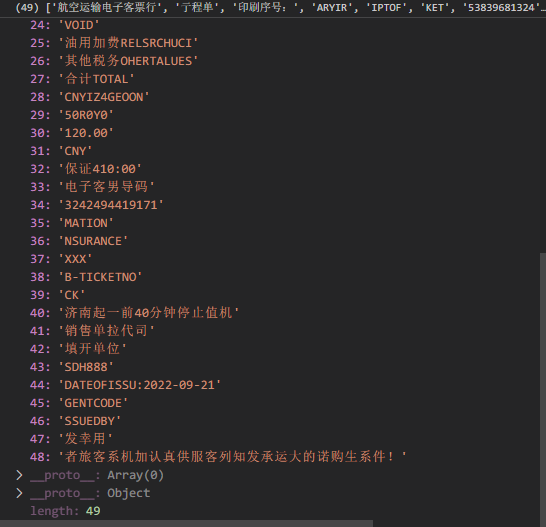 (49) ['航空运输电子客票行', '亍程单', '印刷序号：', 'ARYIR', 'IPTOF', 'KET', '53839681324'…
24: 'VOID'
25: '油用加费RELSRCHUCI'
26: '其他税务OHERTALUES'
27: '合计TOTAL'
28: 'CNYIZ4GEOON'
29: '50R0Y0'
30: '120.00'
31: 'CNY'
32: '保证410:00'
33: '电子客男导码'
34: '3242494419171'
35: 'MATION'
36: 'NSURANCE'
37: 'XXX'
38: 'B-TICKETNO'
39: 'CK'
40: '济南起一前40分钟停止值机'
41: '销售单拉代司'
42: '填开单位'
43: 'SDH888'
44: 'DATEOFISSU:2022-09-21'
45: 'GENTCODE'
46: 'SSUEDBY'
47: '发幸用'
48: '者旅客系机加认真供服客列知发承运大的诺购生系件！'
__proto__: Array(0)
__proto__: Object
length: 49